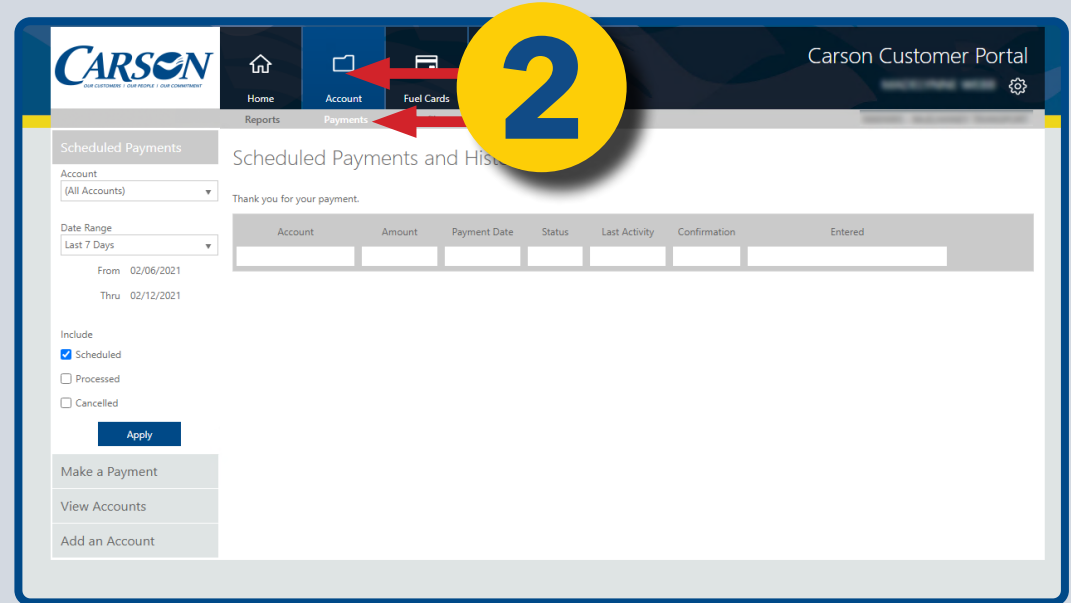 CARSON
OUR CUSTOMERS | OUR PEOPLE | OUR COMMITMENT
Home
Account
Fuel Cards
2
Carson Customer Portal
Reports
Payments
Scheduled Payments
Account
(All Accounts)
Date Range
Last 7 Days
From 02/06/2021
Thru 02/12/2021
Include
Scheduled
Processed
Cancelled
Apply
Make a Payment
View Accounts
Add an Account
Scheduled Payments and
Thank you for your payment.
Account Amount Payment Date Status Last Activity Confirmation Entered